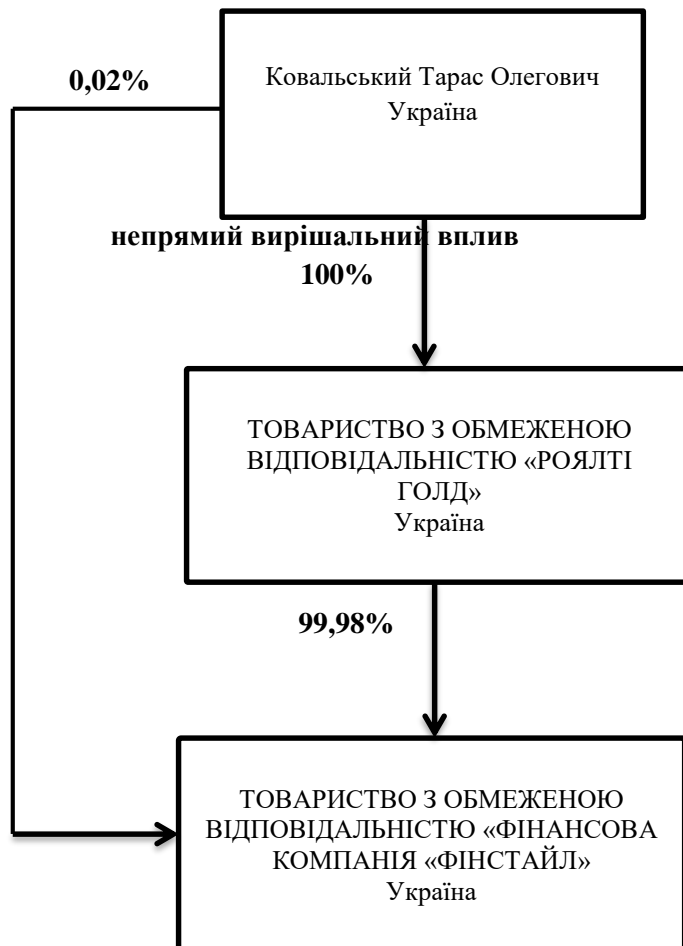 0,02%
Ковальський Тарас Олегович
Україна
непрямий вирішальний вплив
100%
ТОВАРИСТВО З ОБМЕЖЕНОЮ
ВІДПОВІДАЛЬНІСТЮ «РОЯЛТІ
ГОЛД»
Україна
99,98%
ТОВАРИСТВО З ОБМЕЖЕНОЮ
ВІДПОВІДАЛЬНІСТЮ «ФІНАНСОВА
КОМПАНІЯ «ФІНСТАЙЛ»
Україна